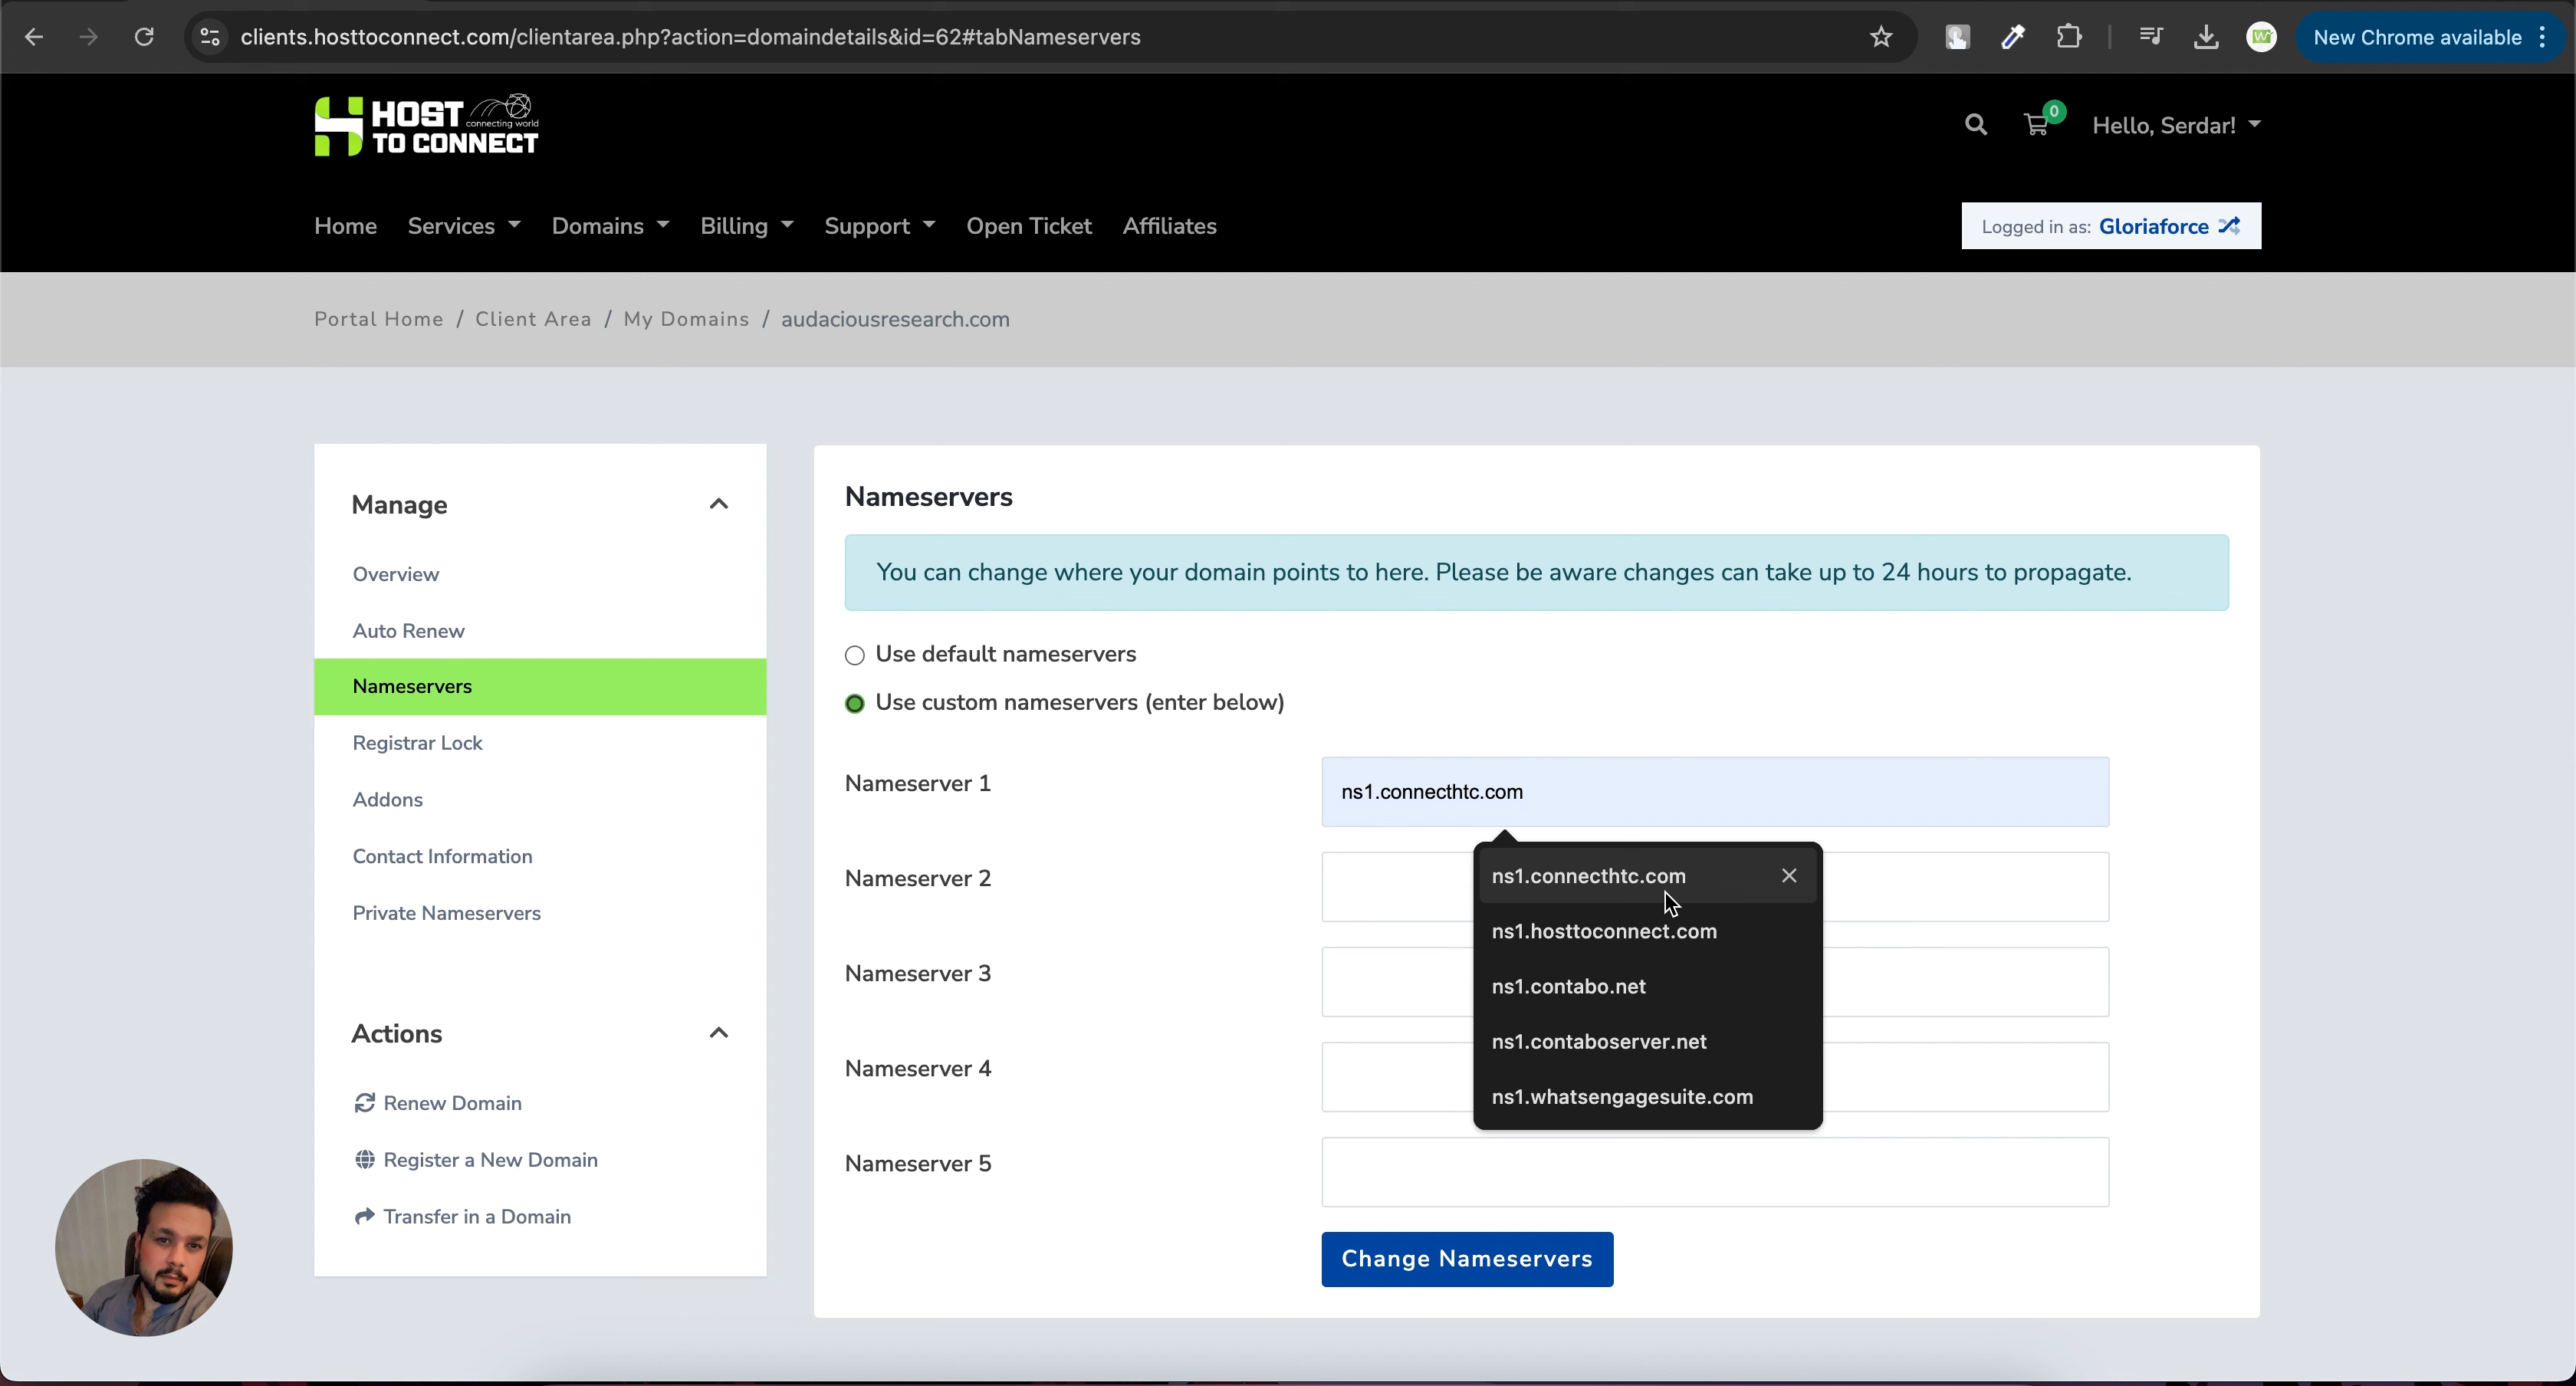 clients.hosttoconnect.com/clientarea.php?action=domaindetails&id=62#tabNameservers
New Chrome available
HOST
connecting world
TO CONNECT
0
Hello, Serdar!
Home
Services
Domains
Billing
Support
Open Ticket
Affiliates
Logged in as: Gloriaforce
Portal Home / Client Area / My Domains / audaciousresearch.com
Manage
Overview
Auto Renew
Nameservers
Registrar Lock
Addons
Contact Information
Private Nameservers
Actions
Renew Domain
Register a New Domain
Transfer in a Domain
Nameservers
You can change where your domain points to here. Please be aware changes can take up to 24 hours to propagate.
Use default nameservers
Use custom nameservers (enter below)
Nameserver 1
ns1.connecthtc.com
Nameserver 2
Nameserver 3
Nameserver 4
Nameserver 5
ns1.connecthtc.com
ns1.hosttoconnect.com
ns1.contabo.net
ns1.contaboserver.net
ns1.whatsengagesuite.com
Change Nameservers